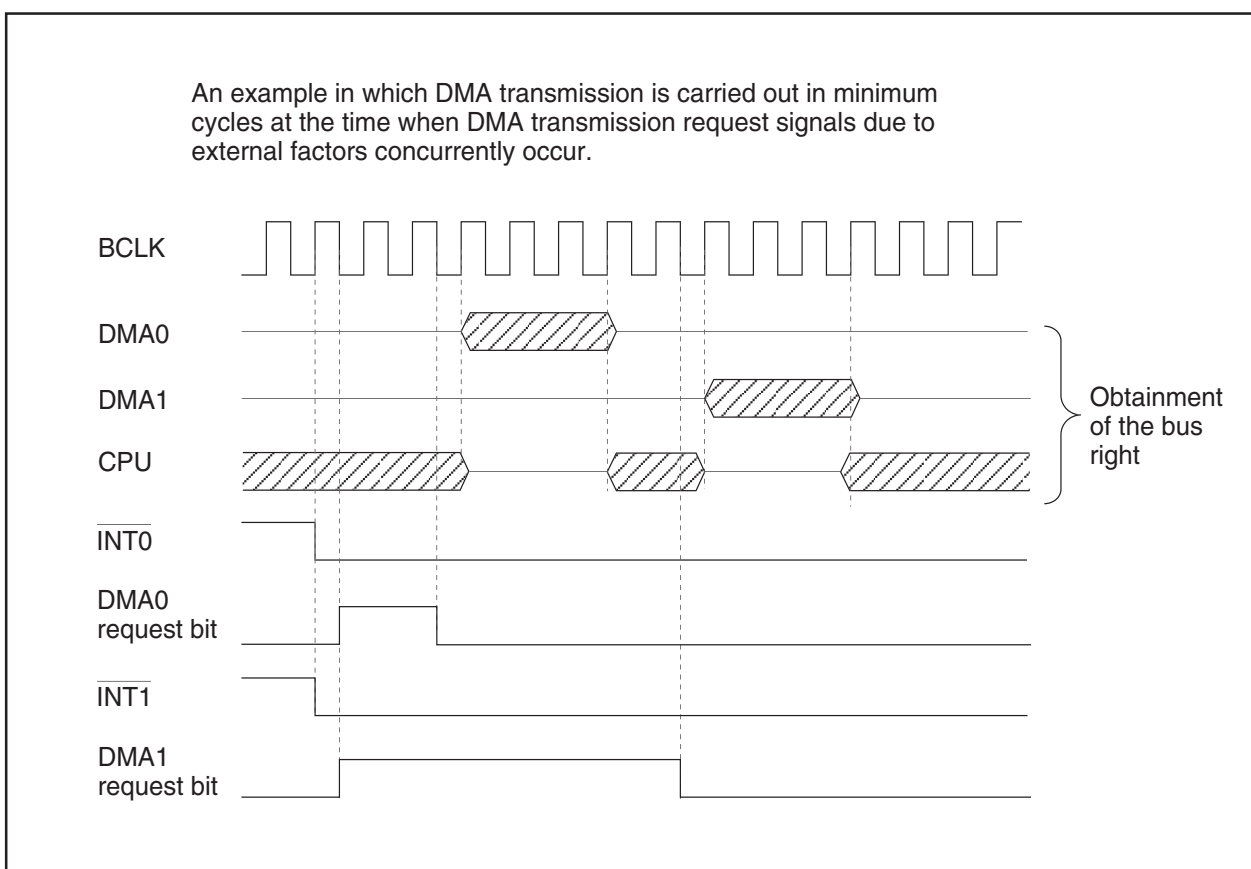 An example in which DMA transmission is carried out in minimum
cycles at the time when DMA transmission request signals due to
external factors concurrently occur.
BCLK
DMA0
DMA1
CPU
Obtainment
of the bus
right
INT0
DMA0
request bit
INT1
DMA1
request bit